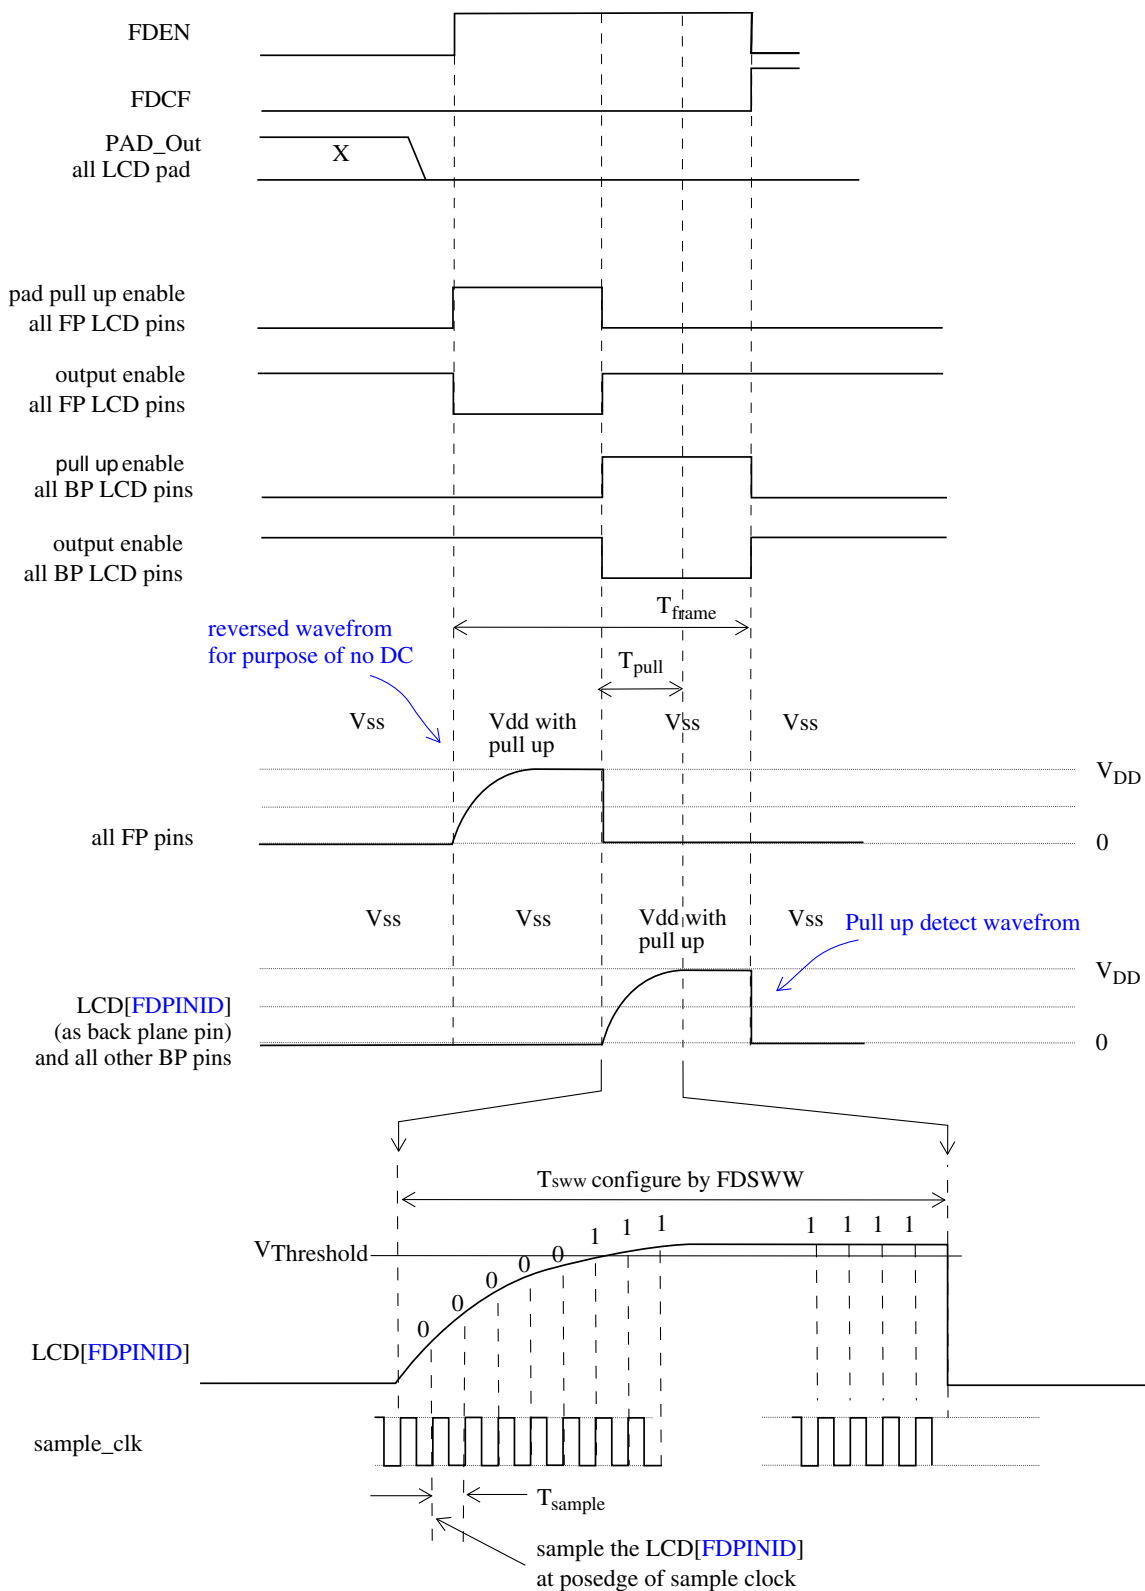 FDEN
FDCF
PAD_Out
all LCD pad
X
pad pull up enable
all FP LCD pins
output enable
all FP LCD pins
pull up enable
all BP LCD pins
output enable
all BP LCD pins
Tframe
reversed wavefrom
for purpose of no DC
Tpull
Vss
Vdd with
pull up
Vss
Vss
VDD
all FP pins
0
Vss
Vss
Vdd with
pull up
Vss
Pull up detect wavefrom
VDD
LCD[FDPINID]
(as back plane pin)
and all other BP pins
0
Tsww configure by FDSWW
VThreshold
0 0 0 0 0 1 1 1 1 1 1 1
LCD[FDPINID]
sample_clk
Tsample
sample the LCD[FDPINID]
at posedge of sample clock